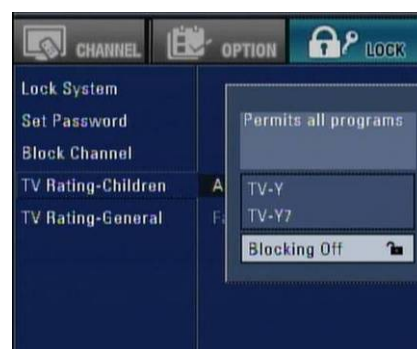 CHANNEL OPTION LOCK
Lock System
Set Password
Block Channel
TV Rating-Children A
TV Rating-General Fa
Permits all programs
TV-Y
TV-Y7
Blocking Off